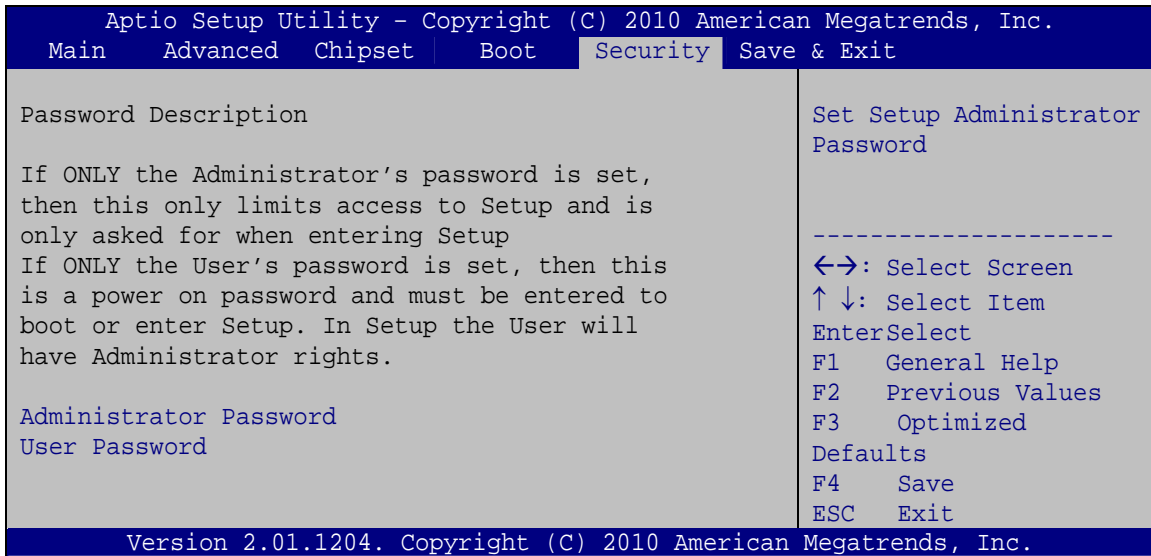 Aptio Setup Utility – Copyright (C) 2010 American Megatrends, Inc.
Main Advanced Chipset Boot Security Save & Exit
Password Description
If ONLY the Administrator’s password is set,
then this only limits access to Setup and is
only asked for when entering Setup
If ONLY the User’s password is set, then this
is a power on password and must be entered to
boot or enter Setup. In Setup the User will
have Administrator rights.
Administrator Password
User Password
Set Setup Administrator
Password
---------------------
←→: Select Screen
↑ ↓: Select Item
EnterSelect
F1 General Help
F2 Previous Values
F3 Optimized
Defaults
F4 Save
ESC Exit
Version 2.01.1204. Copyright (C) 2010 American Megatrends, Inc.